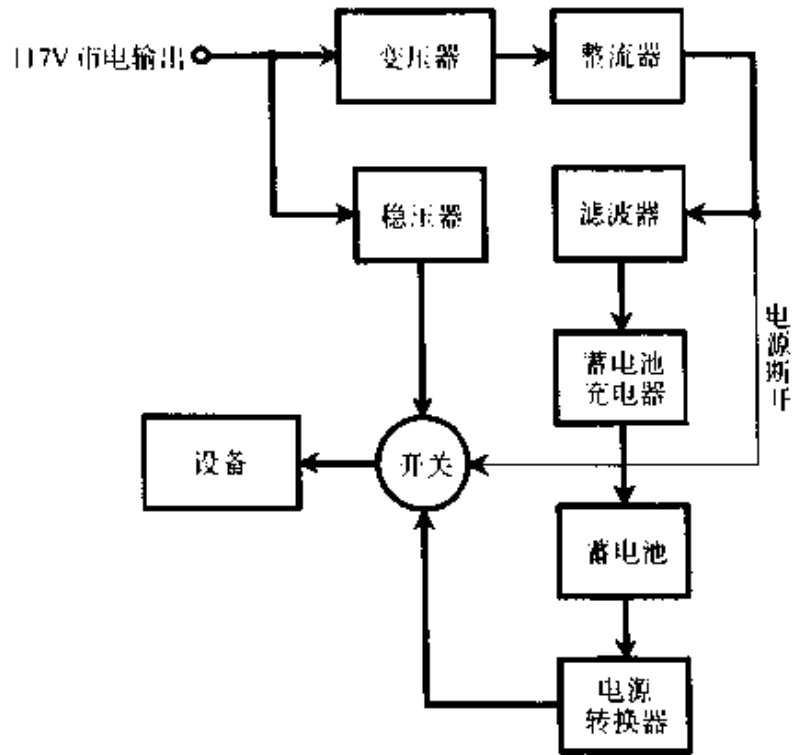 117V 市电输出
变压器
整流器
稳压器
滤波器
电源断开
蓄电池
充电器
设备
开关
蓄电池
电源
转换器